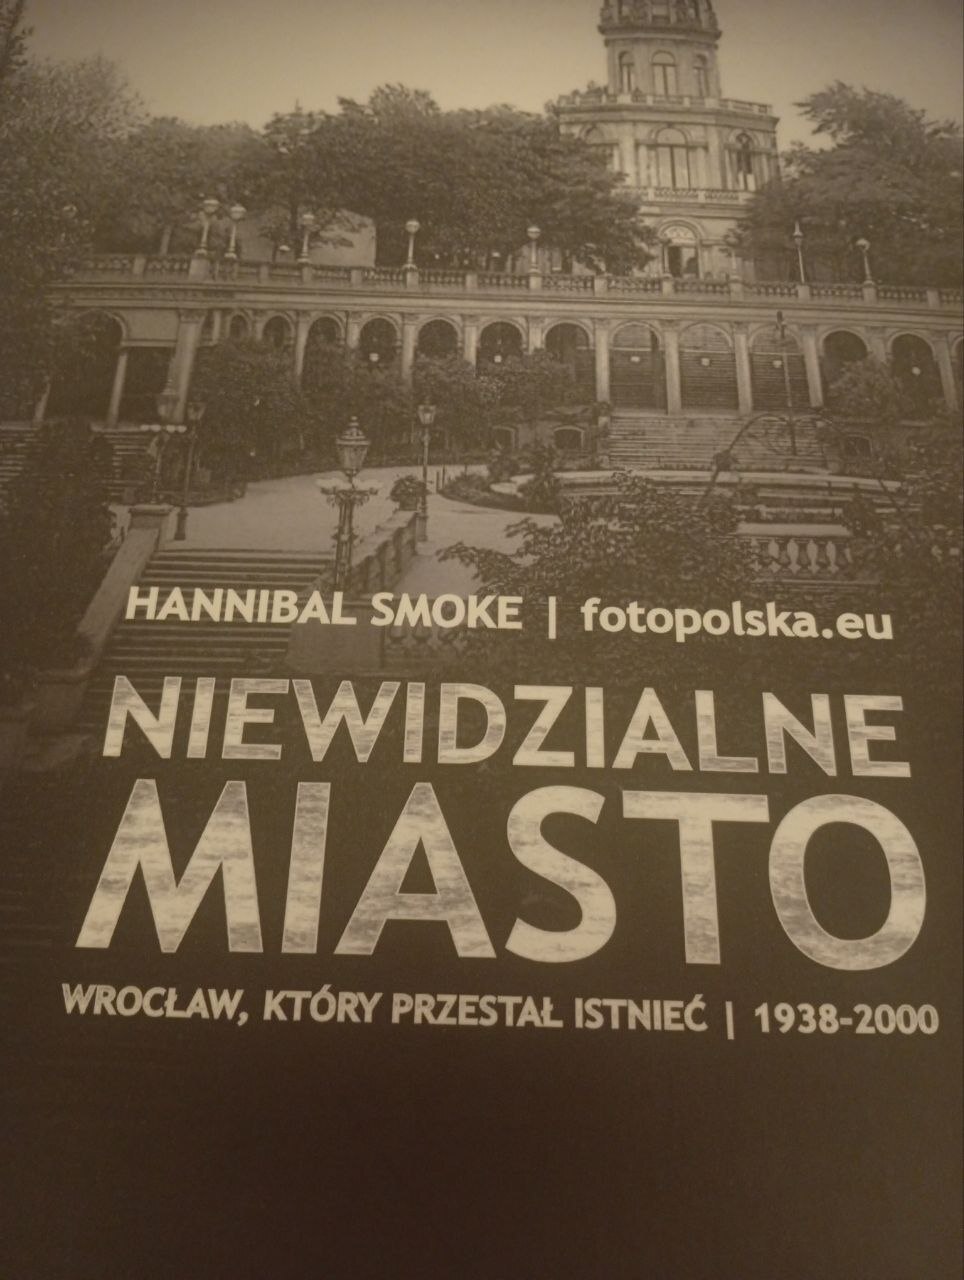 HANNIBAL SMOKE | fotopolska.eu
NIEWIDZIALNE
MIASTO
WROCŁAW, KTÓRY PRZESTAŁ ISTNIEĆ | 1938-2000